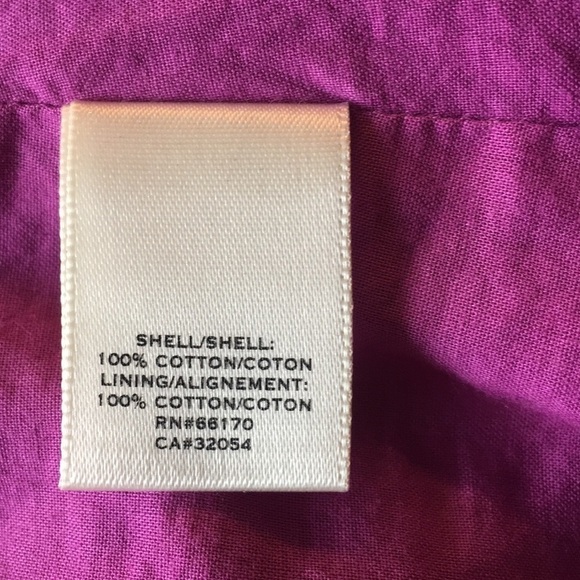 SHELL/SHELL:
100% COTTON/COTON
LINING/ALIGNEMENT:
100% COTTON/COTON
RN#66170
CA#32054